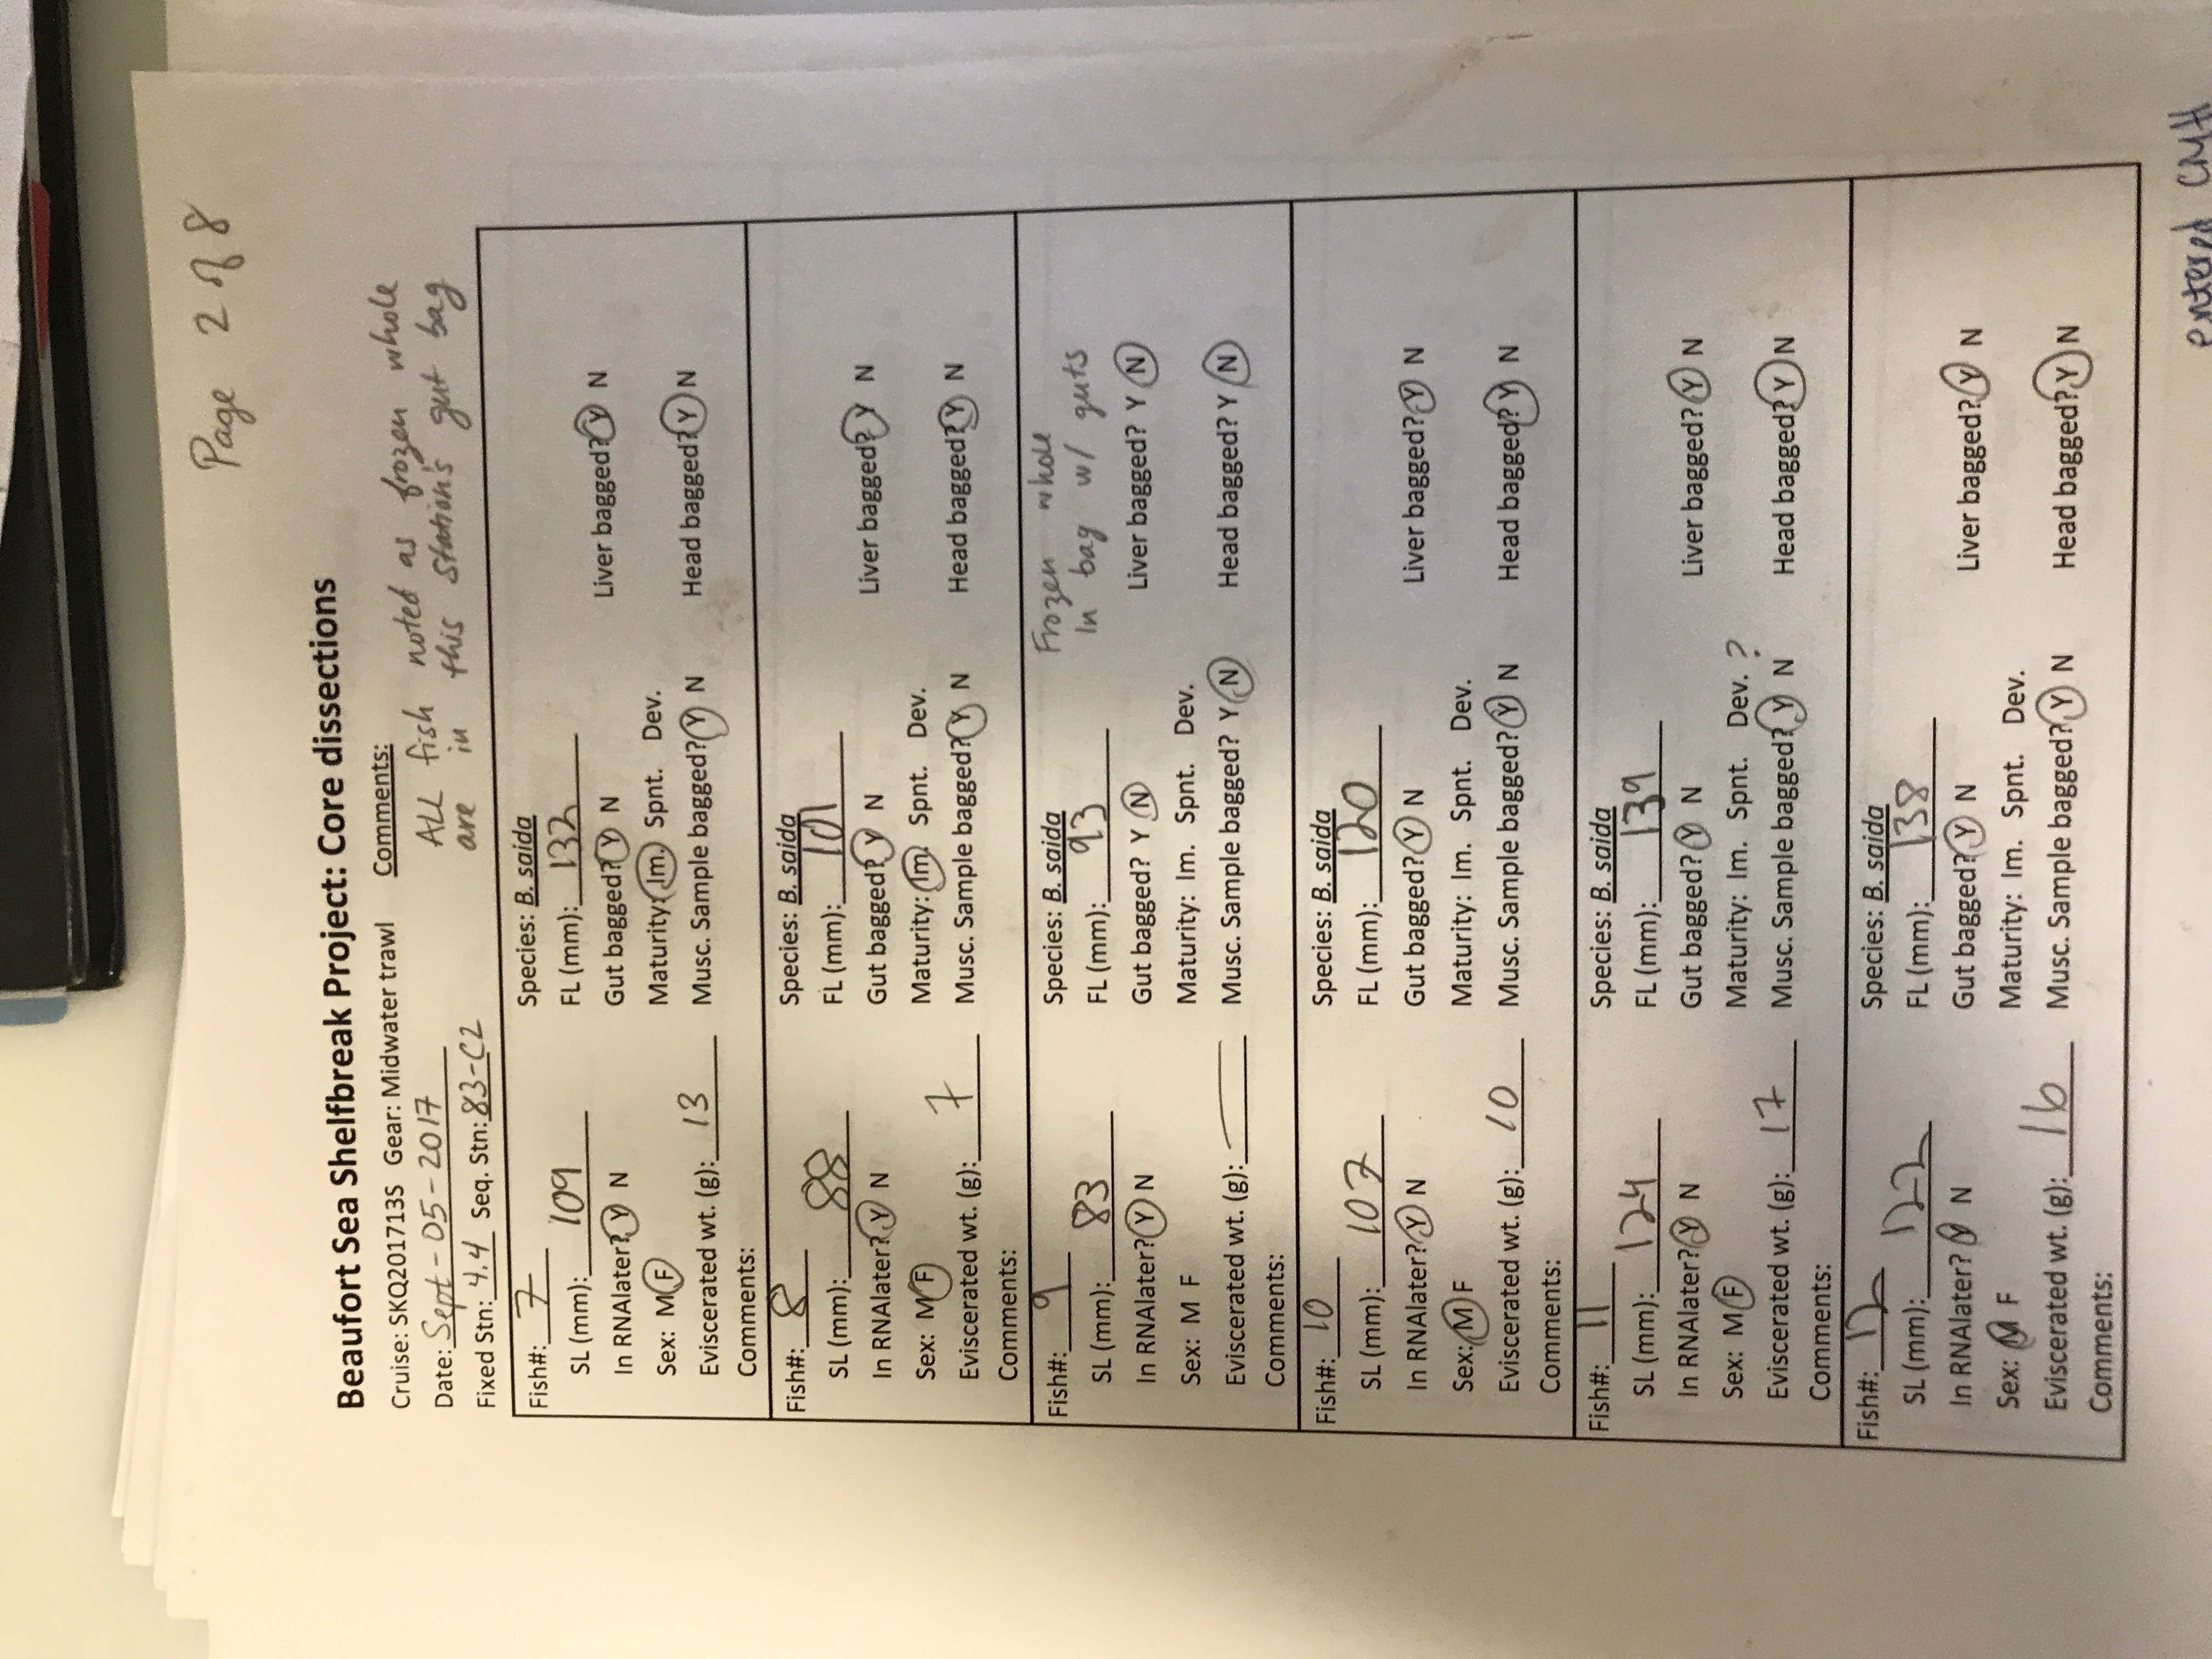 Page 2 of 8
Beaufort Sea Shelfbreak Project: Core dissections
Cruise: SKQ201713S Gear: Midwater trawl Comments:
Date: Sept-05-2017 ALL fish noted as frozen whole
Fixed Stn: 4.4 Seq. Stn: 83-C2 are in this station's gut bag
Fish#: 7 Species: B. saida
SL (mm): 109 FL (mm): 132
In RNAlater? Y N Gut bagged? Y N Liver bagged? Y N
Sex: M F Maturity: Im. Spnt. Dev.
Eviscerated wt. (g): 13 Musc. Sample bagged? Y N Head bagged? Y N
Comments:
Fish#: 8 Species: B. saida
SL (mm): 88 FL (mm): 101
In RNAlater? Y N Gut bagged? Y N Liver bagged? Y N
Sex: M F Maturity: Im. Spnt. Dev.
Eviscerated wt. (g): 7 Musc. Sample bagged? Y N Head bagged? Y N
Comments:
Fish#: 9 Species: B. saida Frozen whole
SL (mm): 83 FL (mm): 93 in bag w/ guts
In RNAlater? Y N Gut bagged? Y N Liver bagged? Y N
Sex: M F Maturity: Im. Spnt. Dev.
Eviscerated wt. (g): — Musc. Sample bagged? Y N Head bagged? Y N
Comments:
Fish#: 10 Species: B. saida
SL (mm): 107 FL (mm): 120
In RNAlater? Y N Gut bagged? Y N Liver bagged? Y N
Sex: M F Maturity: Im. Spnt. Dev.
Eviscerated wt. (g): 10 Musc. Sample bagged? Y N Head bagged? Y N
Comments:
Fish#: 11 Species: B. saida
SL (mm): 124 FL (mm): 139
In RNAlater? Y N Gut bagged? Y N Liver bagged? Y N
Sex: M F Maturity: Im. Spnt. Dev. ?
Eviscerated wt. (g): 17 Musc. Sample bagged? Y N Head bagged? Y N
Comments:
Fish#: 12 Species: B. saida
SL (mm): 122 FL (mm): 138
In RNAlater? Y N Gut bagged? Y N Liver bagged? Y N
Sex: M F Maturity: Im. Spnt. Dev.
Eviscerated wt. (g): 16 Musc. Sample bagged? Y N Head bagged? Y N
Comments:
entered CMH